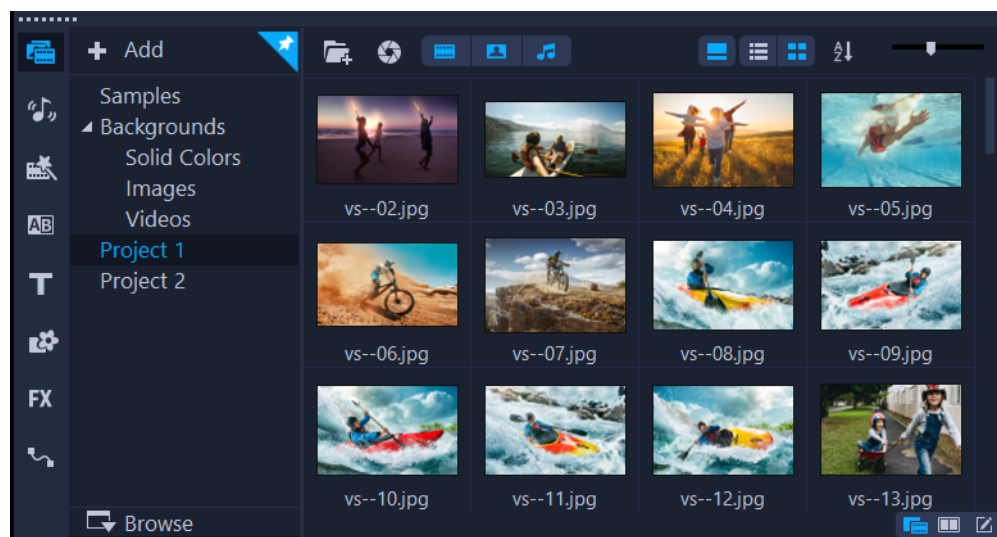 Add
Samples
Backgrounds
Solid Colors
Images
Videos
Project 1
Project 2
Browse
AB
T
FX
A
Z
vs--02.jpg
vs--03.jpg
vs--04.jpg
vs--05.jpg
vs--06.jpg
vs--07.jpg
vs--08.jpg
vs--09.jpg
vs--10.jpg
vs--11.jpg
vs--12.jpg
vs--13.jpg